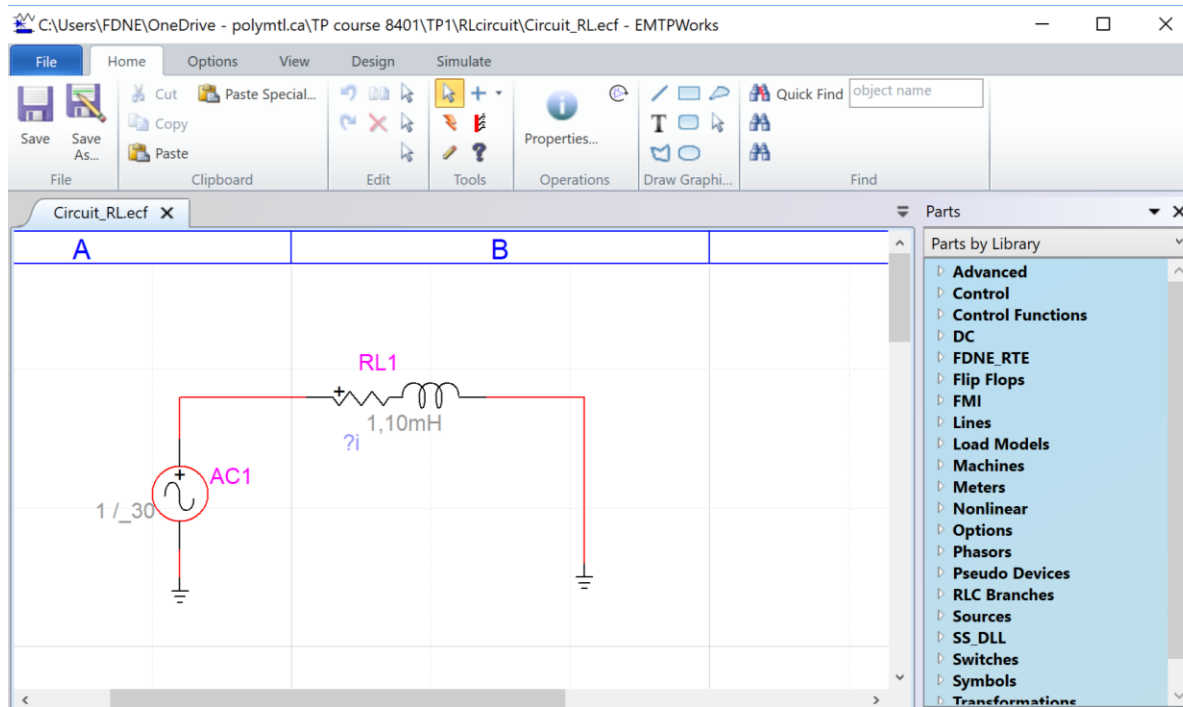 C:\Users\FDNE\OneDrive - polymtl.ca\TP course 8401\TP1\RLcircuit\Circuit_RL.ecf - EMTPWorks
File Home Options View Design Simulate
Save
Save As...
File
Cut
Copy
Paste
Paste Special...
Clipboard
Edit
Tools
Properties...
Operations
T
Draw Graphi...
Quick Find
object name
Find
Circuit_RL.ecf
A
B
RL1
+
1,10mH
?i
+
AC1
1 /_30
Parts
Parts by Library
Advanced
Control
Control Functions
DC
FDNE_RTE
Flip Flops
FMI
Lines
Load Models
Machines
Meters
Nonlinear
Options
Phasors
Pseudo Devices
RLC Branches
Sources
SS_DLL
Switches
Symbols
Transformations